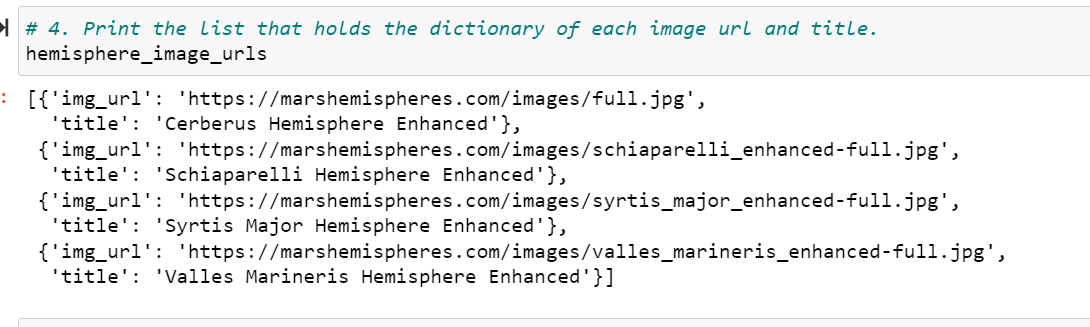 # 4. Print the list that holds the dictionary of each image url and title.
hemisphere_image_urls
: [{'img_url': 'https://marshemispheres.com/images/full.jpg',
'title': 'Cerberus Hemisphere Enhanced'},
{'img_url': 'https://marshemispheres.com/images/schiaparelli_enhanced-full.jpg',
'title': 'Schiaparelli Hemisphere Enhanced'},
{'img_url': 'https://marshemispheres.com/images/syrtis_major_enhanced-full.jpg',
'title': 'Syrtis Major Hemisphere Enhanced'},
{'img_url': 'https://marshemispheres.com/images/valles_marineris_enhanced-full.jpg',
'title': 'Valles Marineris Hemisphere Enhanced'}]